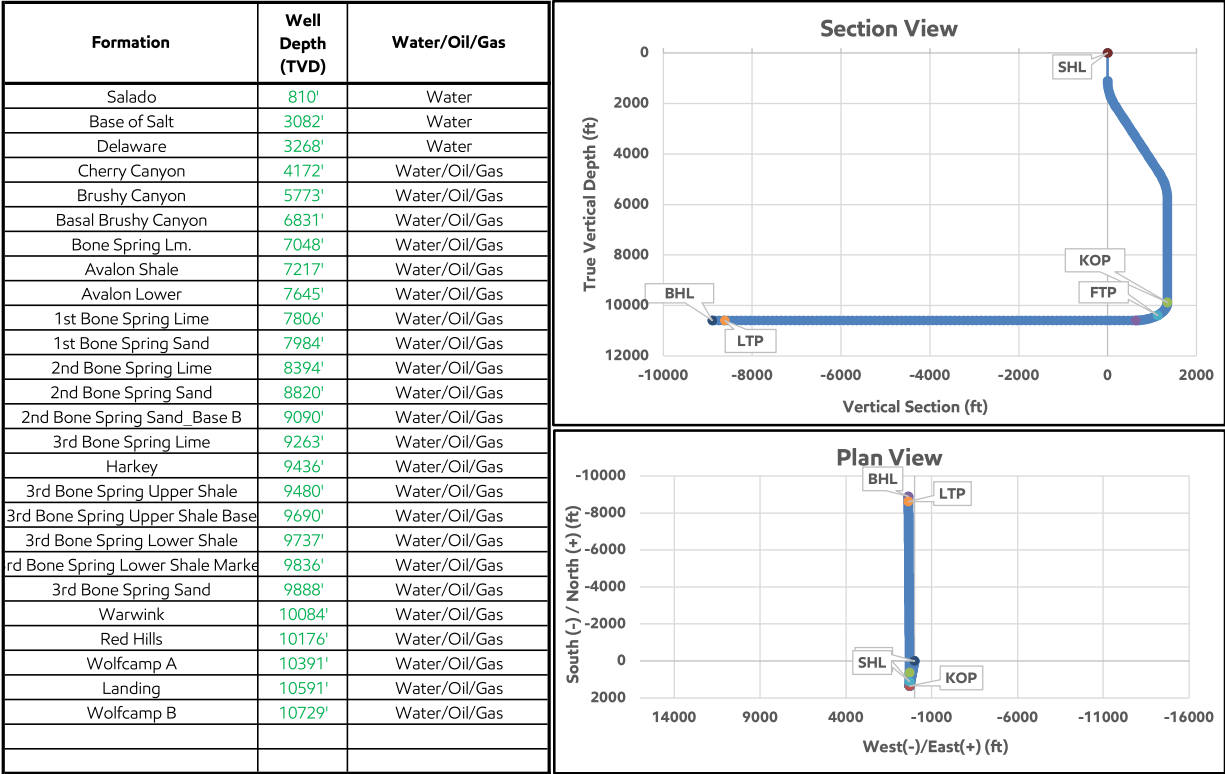 Formation
Well
Depth
(TVD)
Water/Oil/Gas
Salado 810' Water
Base of Salt 3082' Water
Delaware 3268' Water
Cherry Canyon 4172' Water/Oil/Gas
Brushy Canyon 5773' Water/Oil/Gas
Basal Brushy Canyon 6831' Water/Oil/Gas
Bone Spring Lm. 7048' Water/Oil/Gas
Avalon Shale 7217' Water/Oil/Gas
Avalon Lower 7645' Water/Oil/Gas
1st Bone Spring Lime 7806' Water/Oil/Gas
1st Bone Spring Sand 7984' Water/Oil/Gas
2nd Bone Spring Lime 8394' Water/Oil/Gas
2nd Bone Spring Sand 8820' Water/Oil/Gas
2nd Bone Spring Sand_Base B 9090' Water/Oil/Gas
3rd Bone Spring Lime 9263' Water/Oil/Gas
Harkey 9436' Water/Oil/Gas
3rd Bone Spring Upper Shale 9480' Water/Oil/Gas
3rd Bone Spring Upper Shale Base 9690' Water/Oil/Gas
3rd Bone Spring Lower Shale 9737' Water/Oil/Gas
rd Bone Spring Lower Shale Marke 9836' Water/Oil/Gas
3rd Bone Spring Sand 9888' Water/Oil/Gas
Warwink 10084' Water/Oil/Gas
Red Hills 10176' Water/Oil/Gas
Wolfcamp A 10391' Water/Oil/Gas
Landing 10591' Water/Oil/Gas
Wolfcamp B 10729' Water/Oil/Gas
Section View
True Vertical Depth (ft)
0
2000
4000
6000
8000
10000
12000
SHL
KOP
FTP
BHL
LTP
-10000 -8000 -6000 -4000 -2000 0 2000
Vertical Section (ft)
Plan View
South (-) / North (+) (ft)
-10000
-8000
-6000
-4000
-2000
0
2000
BHL
LTP
SHL
KOP
14000 9000 4000 -1000 -6000 -11000 -16000
West(-)/East(+) (ft)